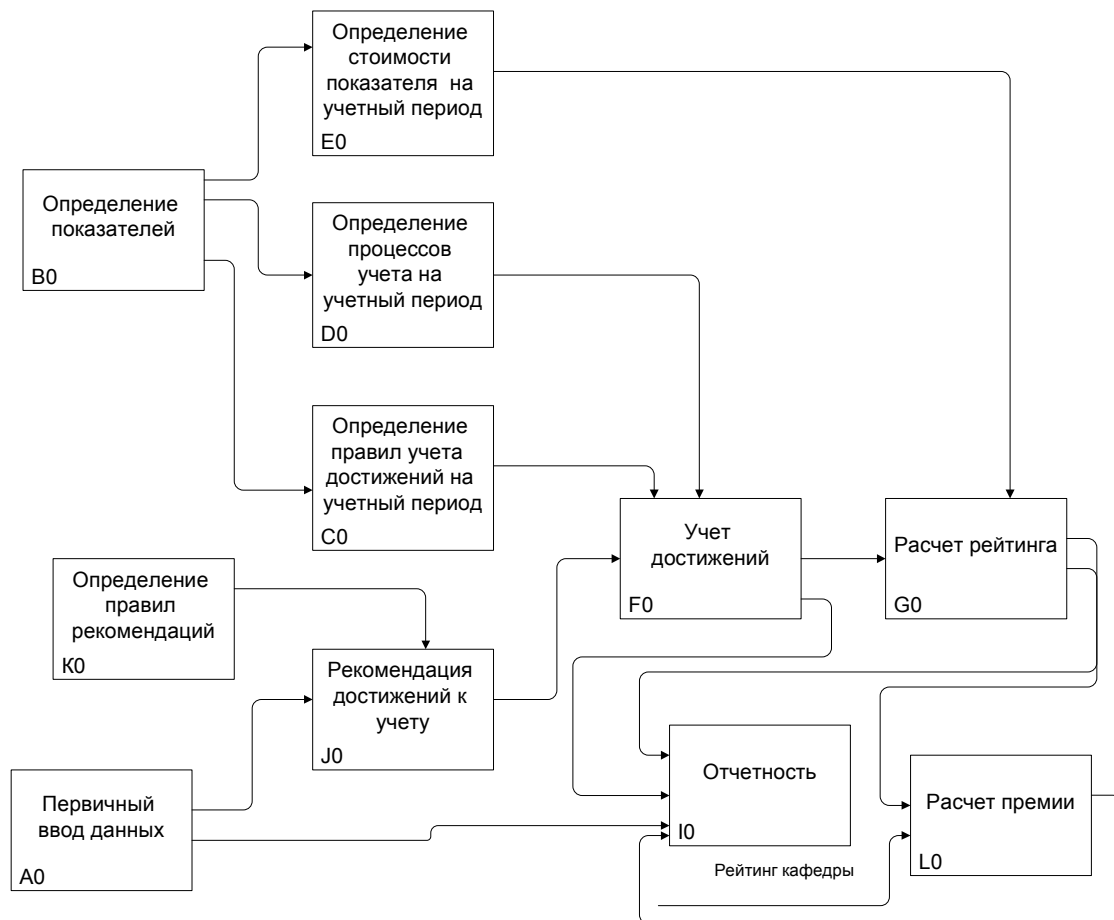 Определение
стоимости
показателя на
учетный период
E0
Определение
показателей
B0
Определение
процессов
учета на
учетный период
D0
Определение
правил учета
достижений на
учетный период
C0
Учет
достижений
F0
Расчет рейтинга
G0
Определение
правил
рекомендаций
К0
Рекомендация
достижений к
учету
J0
Отчетность
I0
Расчет премии
L0
Первичный
ввод данных
A0
Рейтинг кафедры